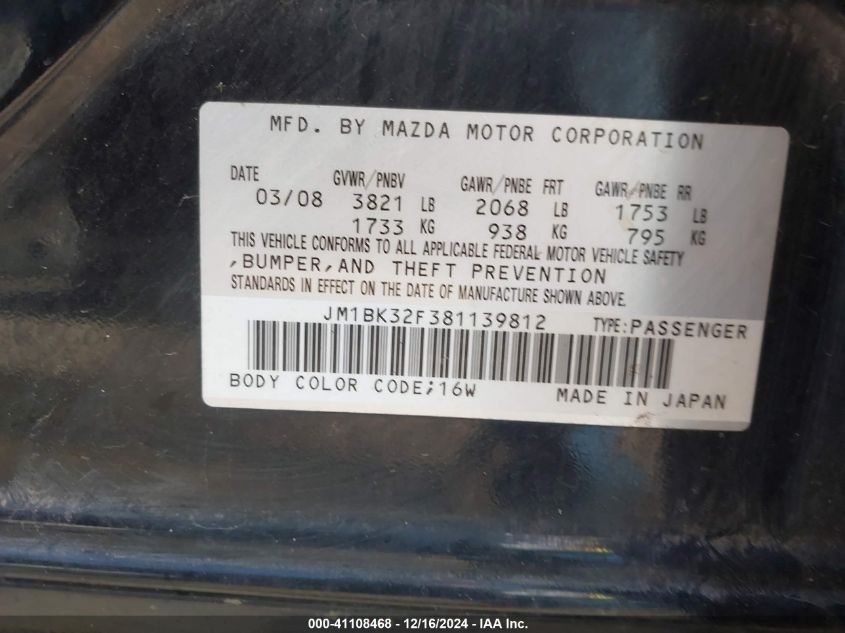 MFD. BY MAZDA MOTOR CORPORATION
DATE GVWR/PNBV GAWR/PNBE FRT GAWR/PNBE RR
03/08 3821 LB 2068 LB 1753 LB
1733 KG 938 KG 795 KG
THIS VEHICLE CONFORMS TO ALL APPLICABLE FEDERAL MOTOR VEHICLE SAFETY
,BUMPER,AND THEFT PREVENTION
STANDARDS IN EFFECT ON THE DATE OF MANUFACTURE SHOWN ABOVE.
JM1BK32F381139812 TYPE:PASSENGER
BODY COLOR CODE;16W MADE IN JAPAN
000-41108468 - 12/16/2024 - IAA Inc.